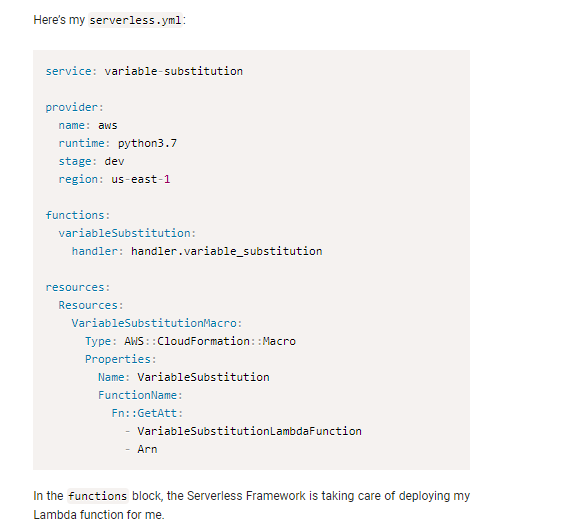 Here's my serverless.yml:
service: variable-substitution
provider:
  name: aws
  runtime: python3.7
  stage: dev
  region: us-east-1
functions:
  variableSubstitution:
    handler: handler.variable_substitution
resources:
  Resources:
    VariableSubstitutionMacro:
      Type: AWS::CloudFormation::Macro
      Properties:
        Name: VariableSubstitution
        FunctionName:
          Fn::GetAtt:
            - VariableSubstitutionLambdaFunction
            - Arn
In the functions block, the Serverless Framework is taking care of deploying my
Lambda function for me.